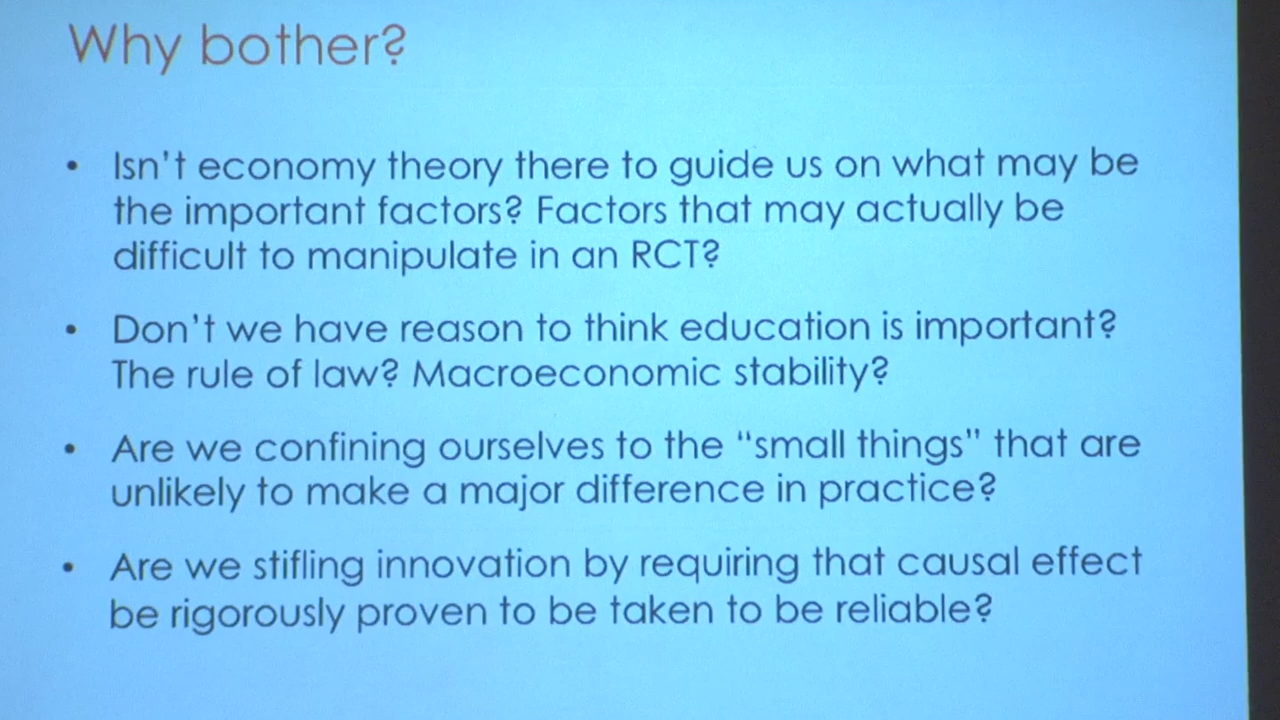 Why bother?
• Isn't economy theory there to guide us on what may be
the important factors? Factors that may actually be
difficult to manipulate in an RCT?
• Don't we have reason to think education is important?
The rule of law? Macroeconomic stability?
• Are we confining ourselves to the “small things” that are
unlikely to make a major difference in practice?
• Are we stifling innovation by requiring that causal effect
be rigorously proven to be taken to be reliable?